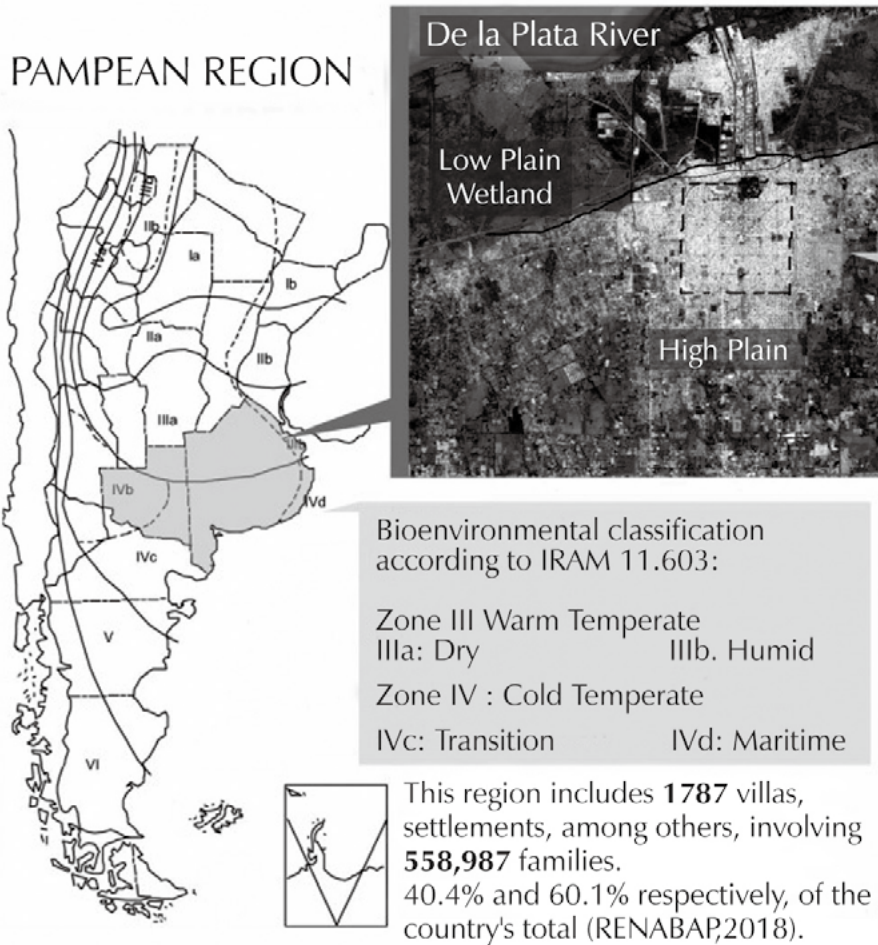 PAMPEAN REGION
De la Plata River
Low Plain
Wetland
High Plain
IIb
Ia
Ib
IIa
IIb
IIIa
IVb
IVd
IVc
V
VI
Bioenvironmental classification
according to IRAM 11.603:
Zone III Warm Temperate
IIIa: Dry IIIb. Humid
Zone IV : Cold Temperate
IVc: Transition IVd: Maritime
This region includes 1787 villas,
settlements, among others, involving
558,987 families.
40.4% and 60.1% respectively, of the
country's total (RENABAP,2018).